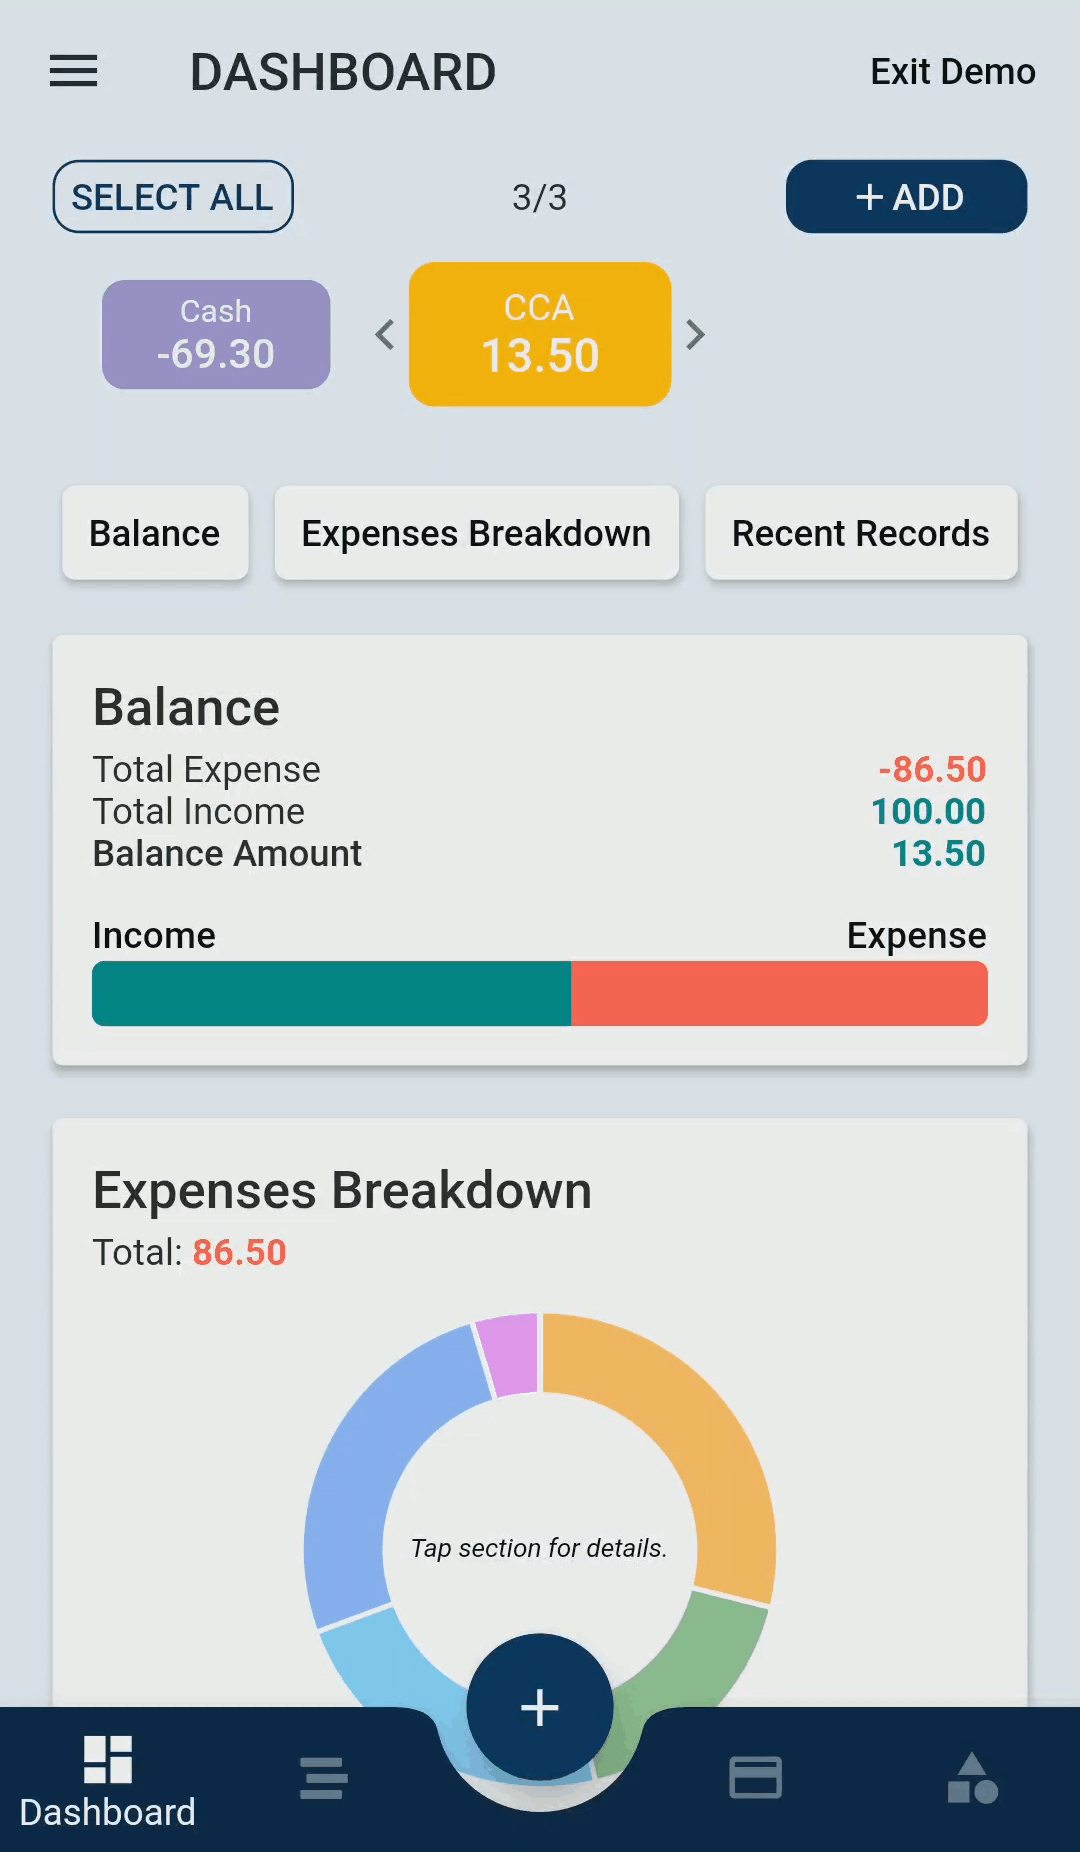 DASHBOARD
Exit Demo
SELECT ALL
3/3
+ ADD
Cash
-69.30
CCA
13.50
Balance
Expenses Breakdown
Recent Records
Balance
Total Expense -86.50
Total Income 100.00
Balance Amount 13.50
Income Expense
Expenses Breakdown
Total: 86.50
Tap section for details.
Dashboard